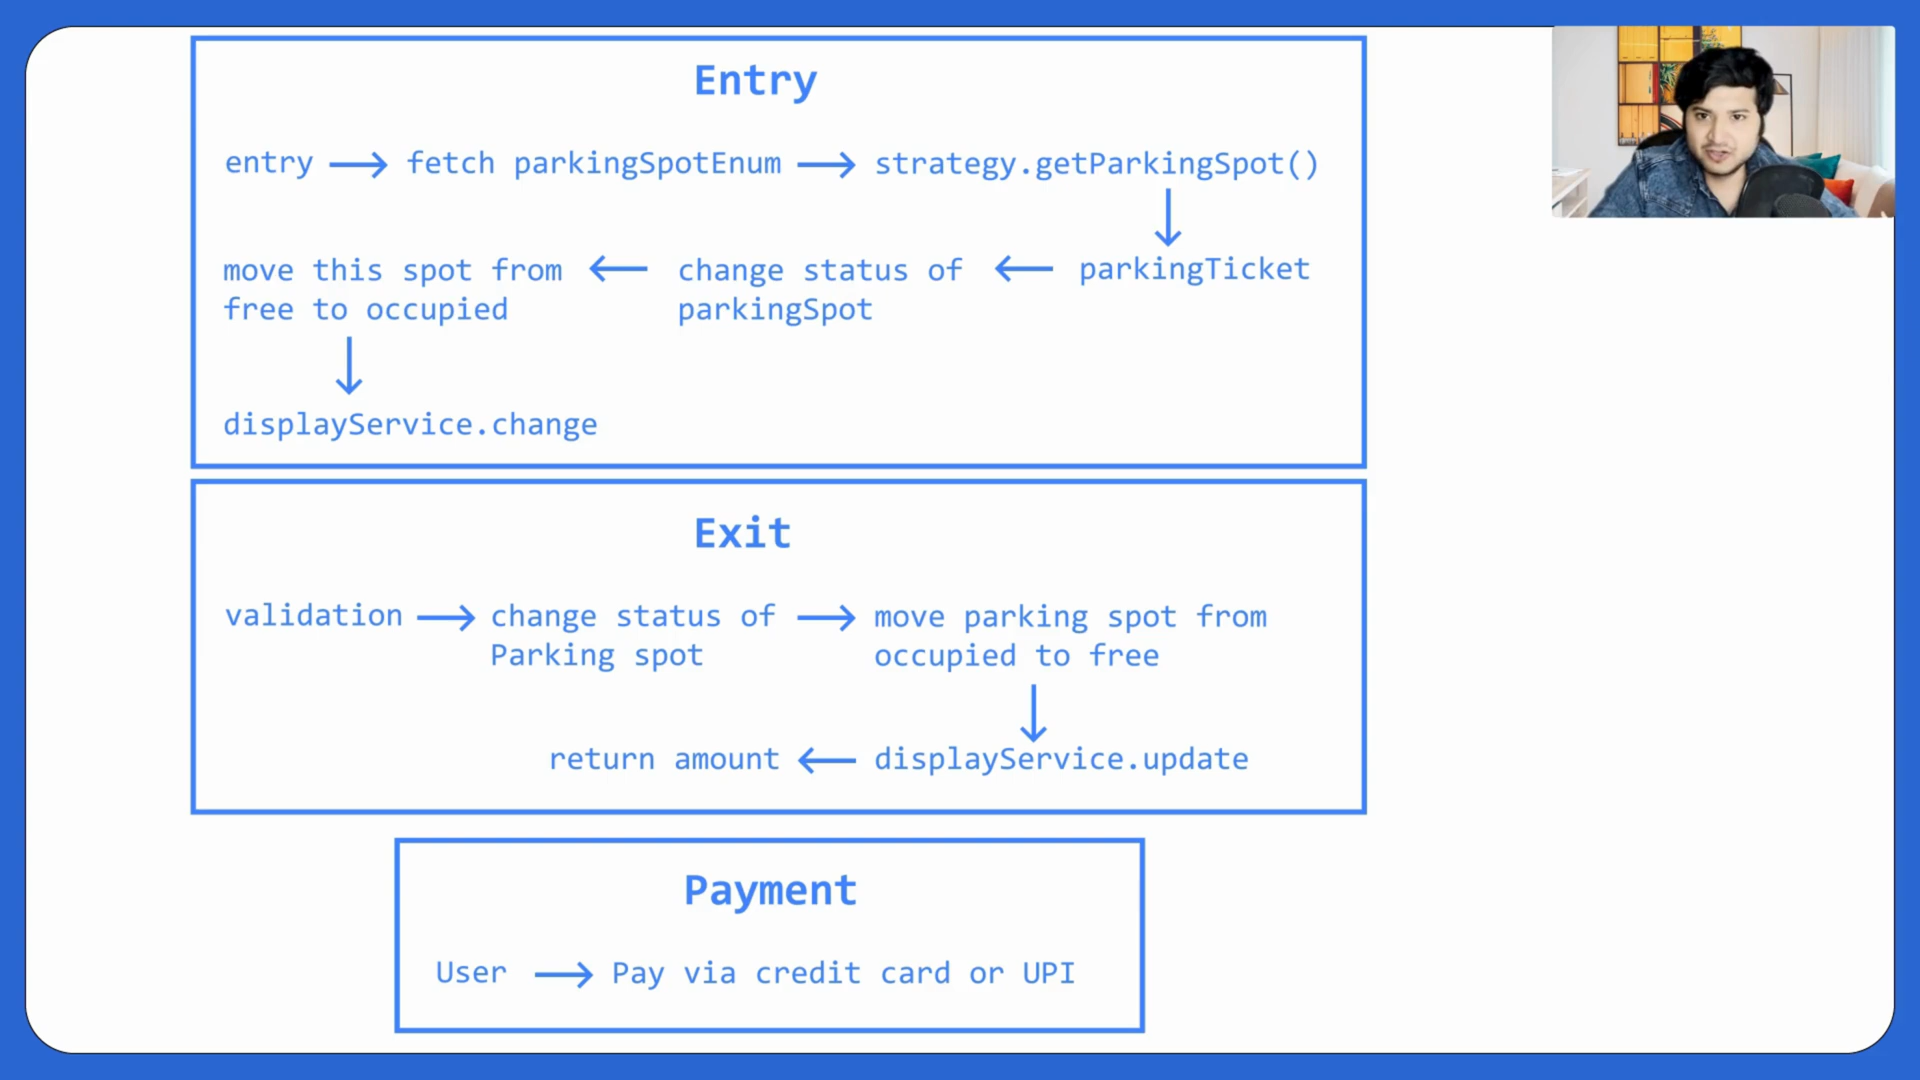 Entry
entry → fetch parkingSpotEnum → strategy.getParkingSpot()
move this spot from ← change status of ← parkingTicket
free to occupied parkingSpot
displayService.change
Exit
validation → change status of → move parking spot from
Parking spot occupied to free
return amount ← displayService.update
Payment
User → Pay via credit card or UPI